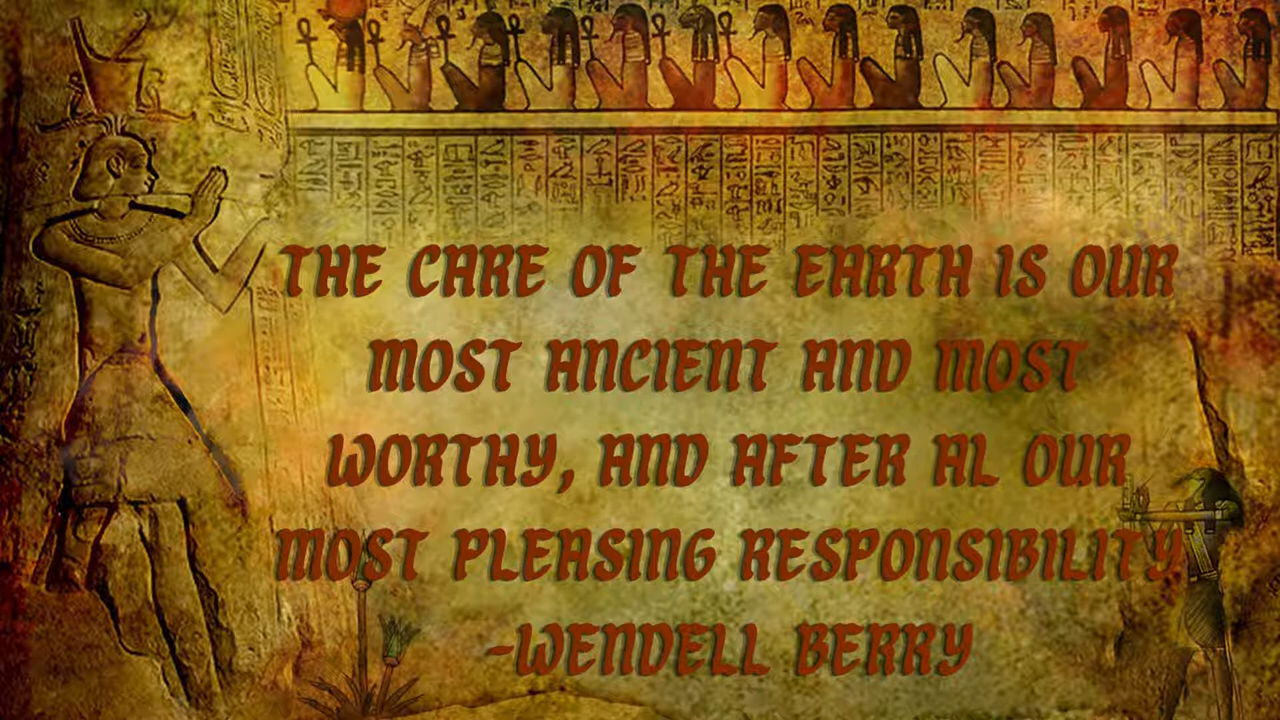 THE CARE OF THE EARTH IS OUR
MOST ANCIENT AND MOST
WORTHY, AND AFTER AL OUR
MOST PLEASING RESPONSIBILITY
-WENDELL BERRY